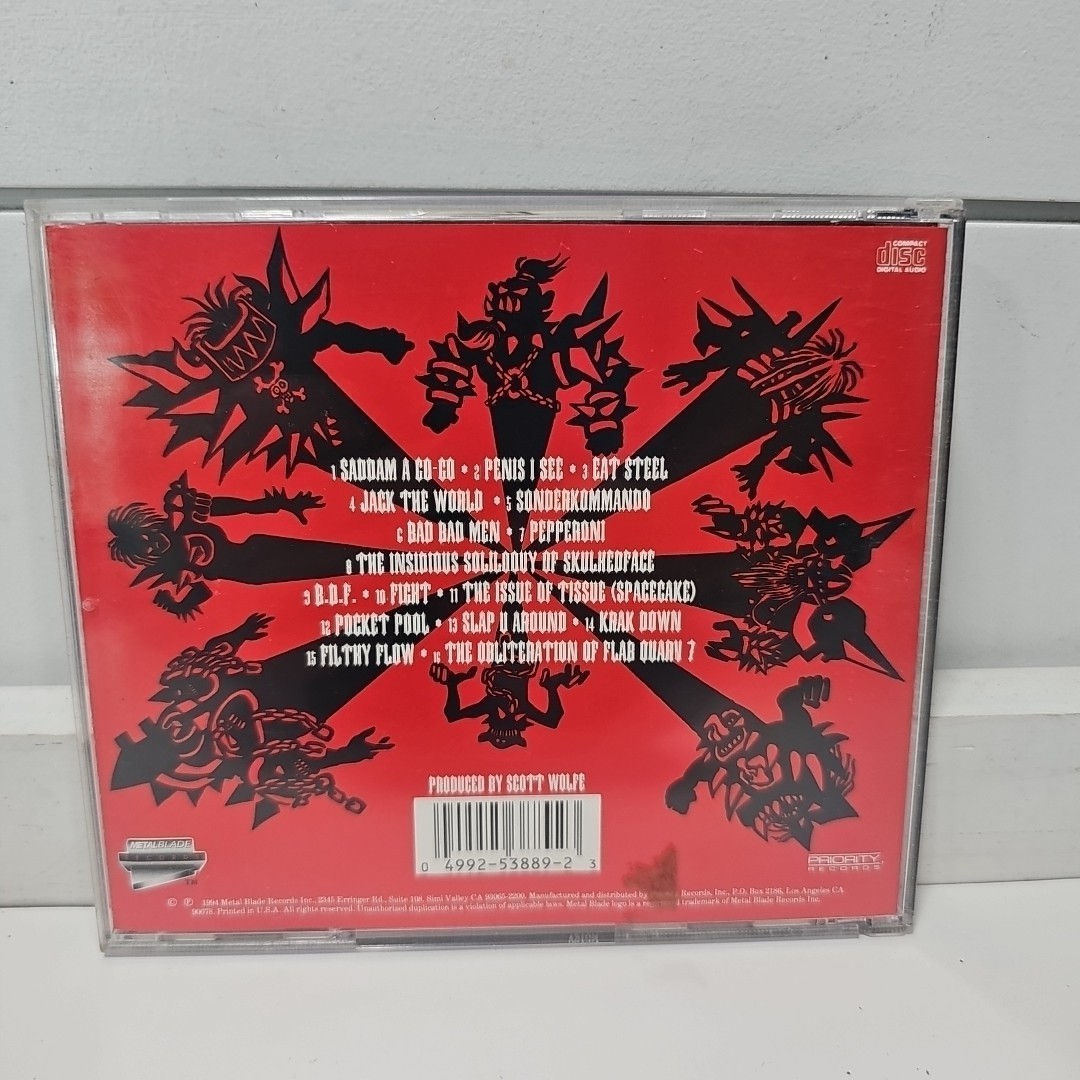 COMPACT
disc
DIGITAL AUDIO
1 SADDAM A GO-GO • 2 PENIS I SEE • 3 EAT STEEL
4 JACK THE WORLD • 5 SONDERKOMMANDO
6 BAD BAD MEN • 7 PEPPERONI
8 THE INSIDIOUS SOLILOQUY OF SKULHEDFACE
9 B.D.F. • 10 FIGHT • 11 THE ISSUE OF TISSUE (SPACECAKE)
12 POCKET POOL • 13 SLAP U AROUND • 14 KRAK DOWN
15 FILTHY FLOW • 16 THE OBLITERATION OF FLAB QUARV 7
PRODUCED BY SCOTT WOLFE
0 4992-53889-2 3
METAL BLADE
TM
PRIORITY
RECORDS
© ℗ 1994 Metal Blade Records Inc., 2345 Erringer Rd., Suite 108, Simi Valley CA 93065-2200. Manufactured and distributed by Records, Inc., P.O. Box 2186, Los Angeles CA
90078. Printed in U.S.A. All rights reserved. Unauthorized duplication is a violation of applicable laws. Metal Blade logo is a trademark of Metal Blade Records Inc.